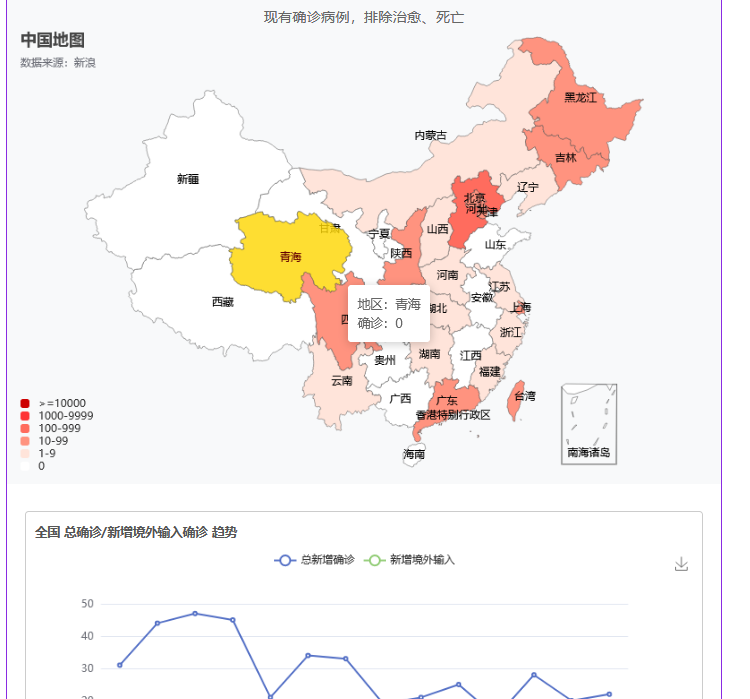 现有确诊病例，排除治愈、死亡
中国地图
数据来源：新浪
黑龙江
内蒙古
吉林
新疆
辽宁
北京
河北
天津
甘肃
宁夏
山西
山东
陕西
青海
河南
西藏
江苏
安徽
地区：青海
确诊：0
上海
湖北
四
浙江
湖南
江西
贵州
福建
云南
广西
广东
台湾
香港特别行政区
海南
南海诸岛
>=10000
1000-9999
100-999
10-99
1-9
0
全国 总确诊/新增境外输入确诊 趋势
总新增确诊
新增境外输入
50
40
30
20